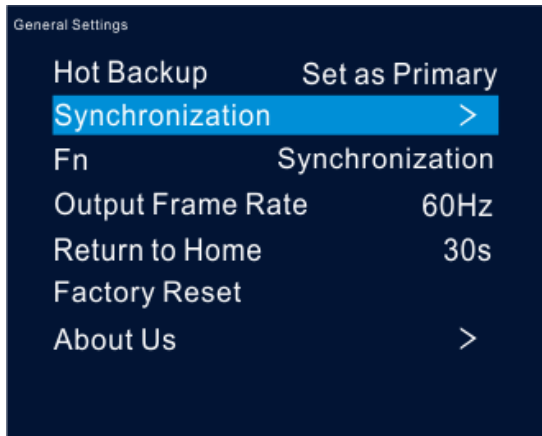 General Settings
Hot Backup Set as Primary
Synchronization >
Fn Synchronization
Output Frame Rate 60Hz
Return to Home 30s
Factory Reset
About Us >